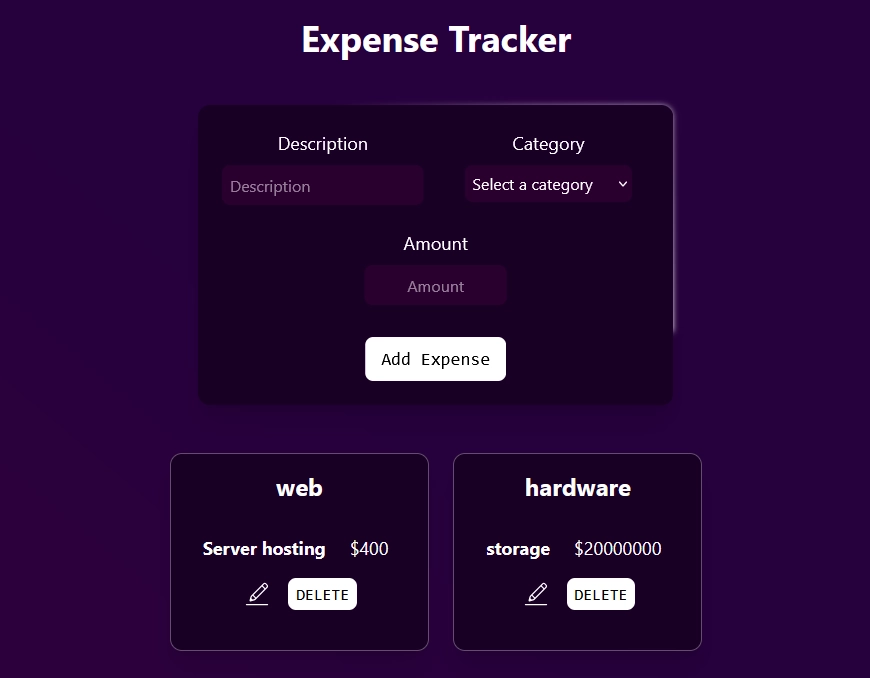 Expense Tracker
Description
Category
Description
Select a category
Amount
Amount
Add Expense
web
hardware
Server hosting $400
storage $20000000
DELETE
DELETE